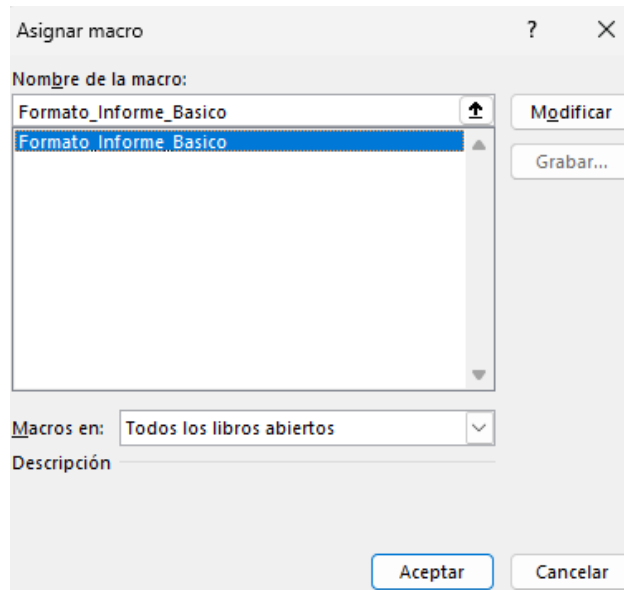 Asignar macro ?
Nombre de la macro:
Formato_Informe_Basico
Modificar
Formato_Informe_Basico
Grabar...
Macros en: Todos los libros abiertos
Descripción
Aceptar Cancelar